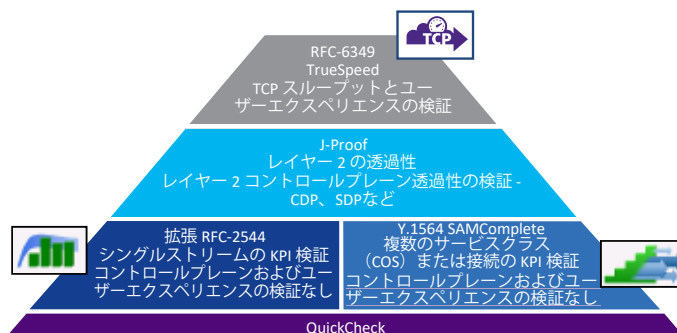 TCP
RFC-6349
TrueSpeed
TCP スループットとユー
ザーエクスペリエンスの検証
J-Proof
レイヤー 2 の透過性
レイヤー 2 コントロールプレーン透過性の検証 -
CDP、SDPなど
拡張 RFC-2544
シングルストリームの KPI 検証
コントロールプレーンおよびユー
ザーエクスペリエンスの検証なし
Y.1564 SAMComplete
複数のサービスクラス
（COS）または接続の KPI 検証
コントロールプレーンおよびユー
ザーエクスペリエンスの検証なし
QuickCheck